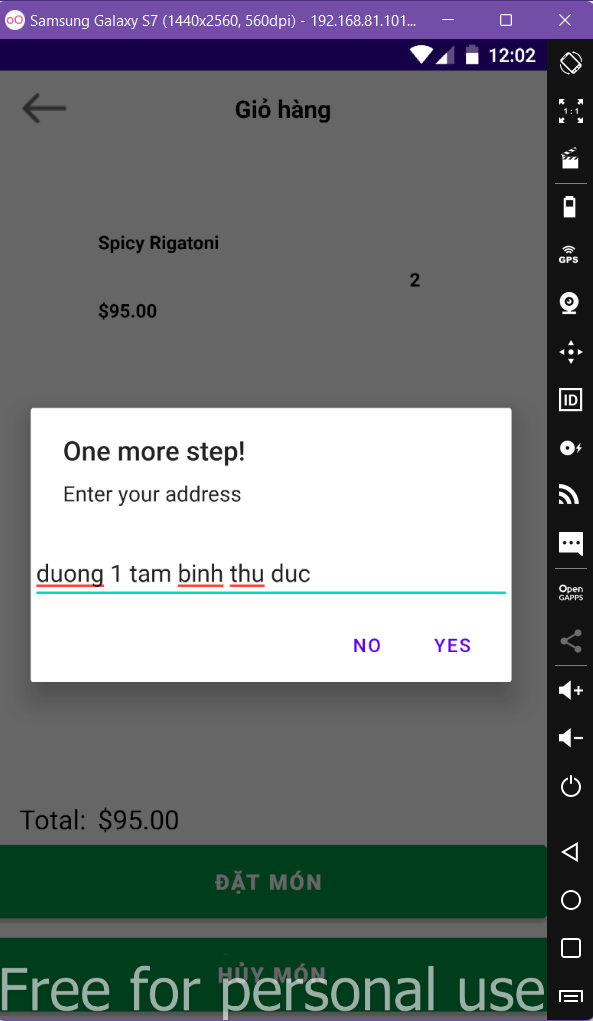 Samsung Galaxy S7 (1440x2560, 560dpi) - 192.168.81.101...
12:02
Giỏ hàng
1:1
GPS
Spicy Rigatoni
2
$95.00
ID
One more step!
Enter your address
duong 1 tam binh thu duc
NO YES
Open
GAPPS
Total: $95.00
ĐẶT MÓN
HỦY MÓN
Free for personal use